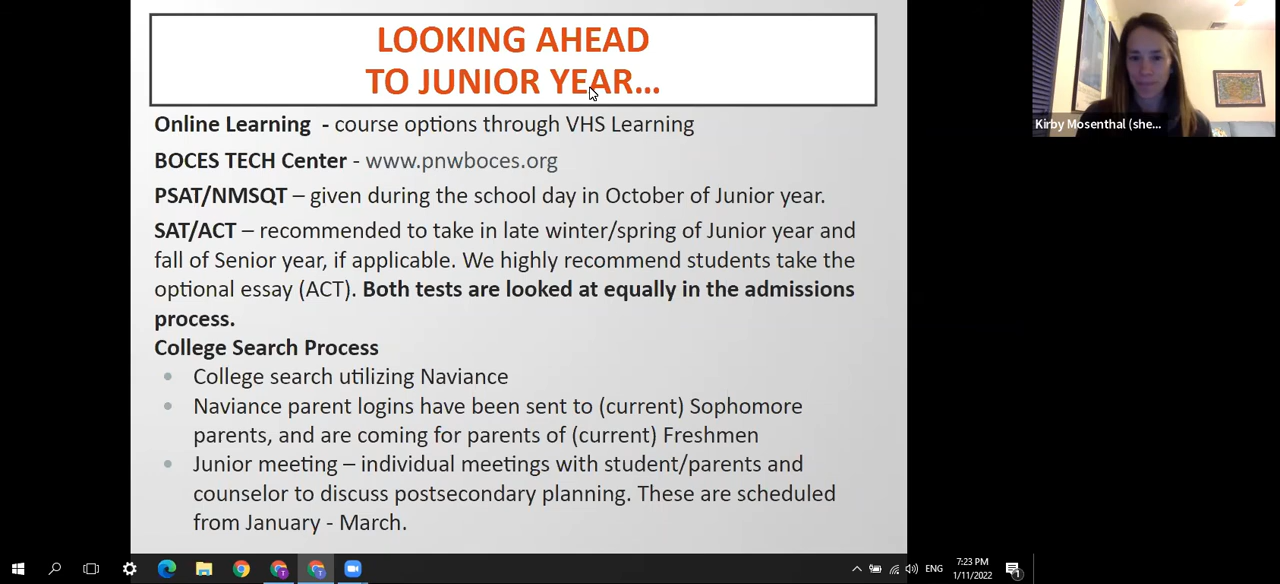 LOOKING AHEAD
TO JUNIOR YEAR...
Online Learning - course options through VHS Learning
BOCES TECH Center - www.pnwboces.org
PSAT/NMSQT – given during the school day in October of Junior year.
SAT/ACT – recommended to take in late winter/spring of Junior year and
fall of Senior year, if applicable. We highly recommend students take the
optional essay (ACT). Both tests are looked at equally in the admissions
process.
College Search Process
• College search utilizing Naviance
• Naviance parent logins have been sent to (current) Sophomore
parents, and are coming for parents of (current) Freshmen
• Junior meeting – individual meetings with student/parents and
counselor to discuss postsecondary planning. These are scheduled
from January - March.
Kirby Mosenthal (she...
ENG
7:23 PM
1/11/2022
1